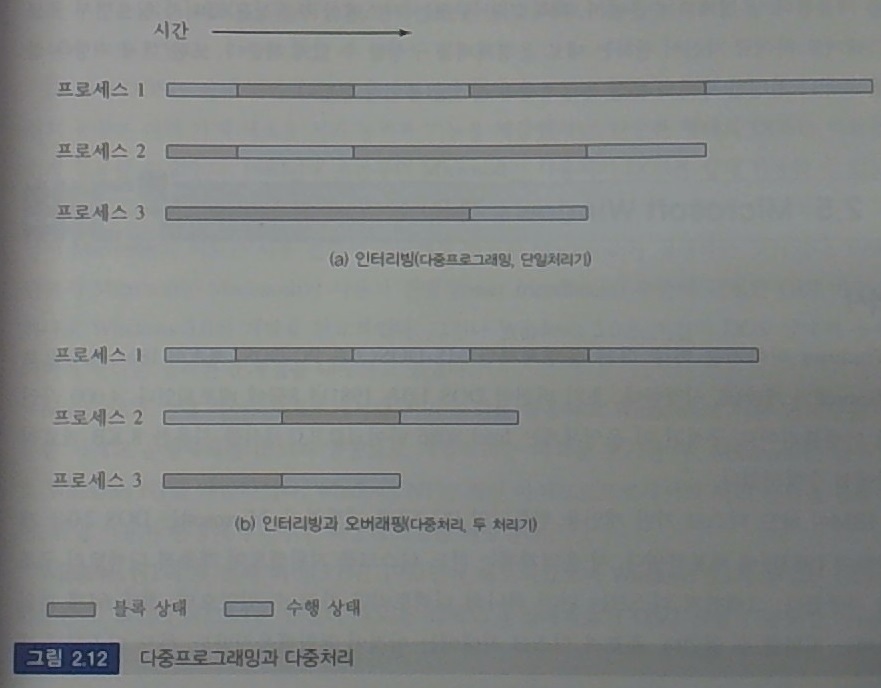 시간
프로세스 1
프로세스 2
프로세스 3
(a) 인터리빙(다중프로그래밍, 단일처리기)
프로세스 1
프로세스 2
프로세스 3
(b) 인터리빙과 오버래핑(다중처리, 두 처리기)
블록 상태 수행 상태
그림 2.12 다중프로그래밍과 다중처리